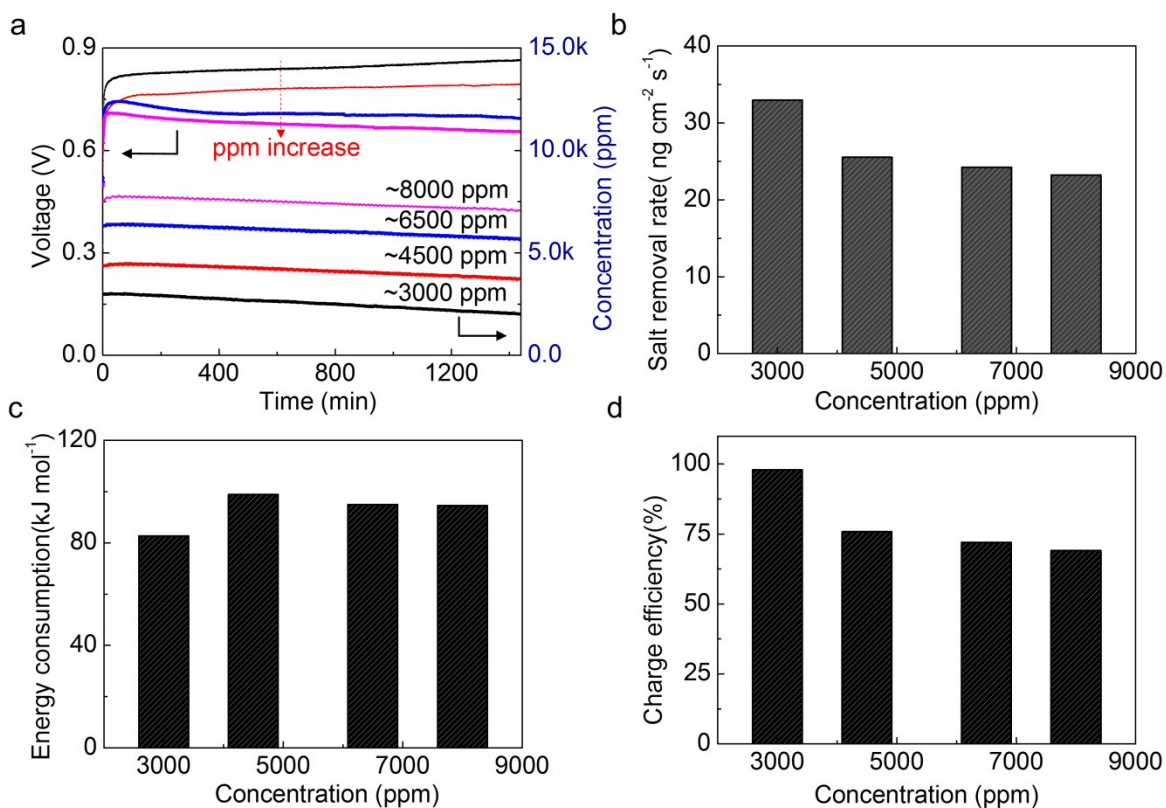 a
0.9
0.6
0.3
0.0
Voltage (V)
15.0k
10.0k
5.0k
0.0
Concentration (ppm)
ppm increase
~8000 ppm
~6500 ppm
~4500 ppm
~3000 ppm
0
400
800
1200
Time (min)
b
40
30
20
10
0
Salt removal rate( ng cm⁻² s⁻¹)
3000
5000
7000
9000
Concentration (ppm)
c
120
80
40
0
Energy consumption(kJ mol⁻¹)
3000
5000
7000
9000
Concentration (ppm)
d
100
75
50
25
0
Charge efficiency(%)
3000
5000
7000
9000
Concentration (ppm)